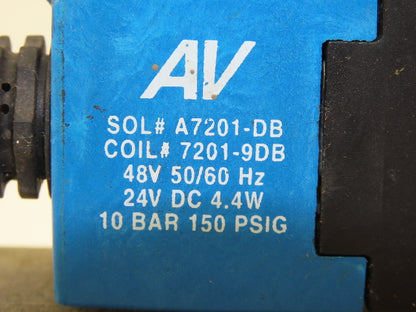 AV
SOL# A7201-DB
COIL# 7201-9DB
48V 50/60 Hz
24V DC 4.4W
10 BAR 150 PSIG